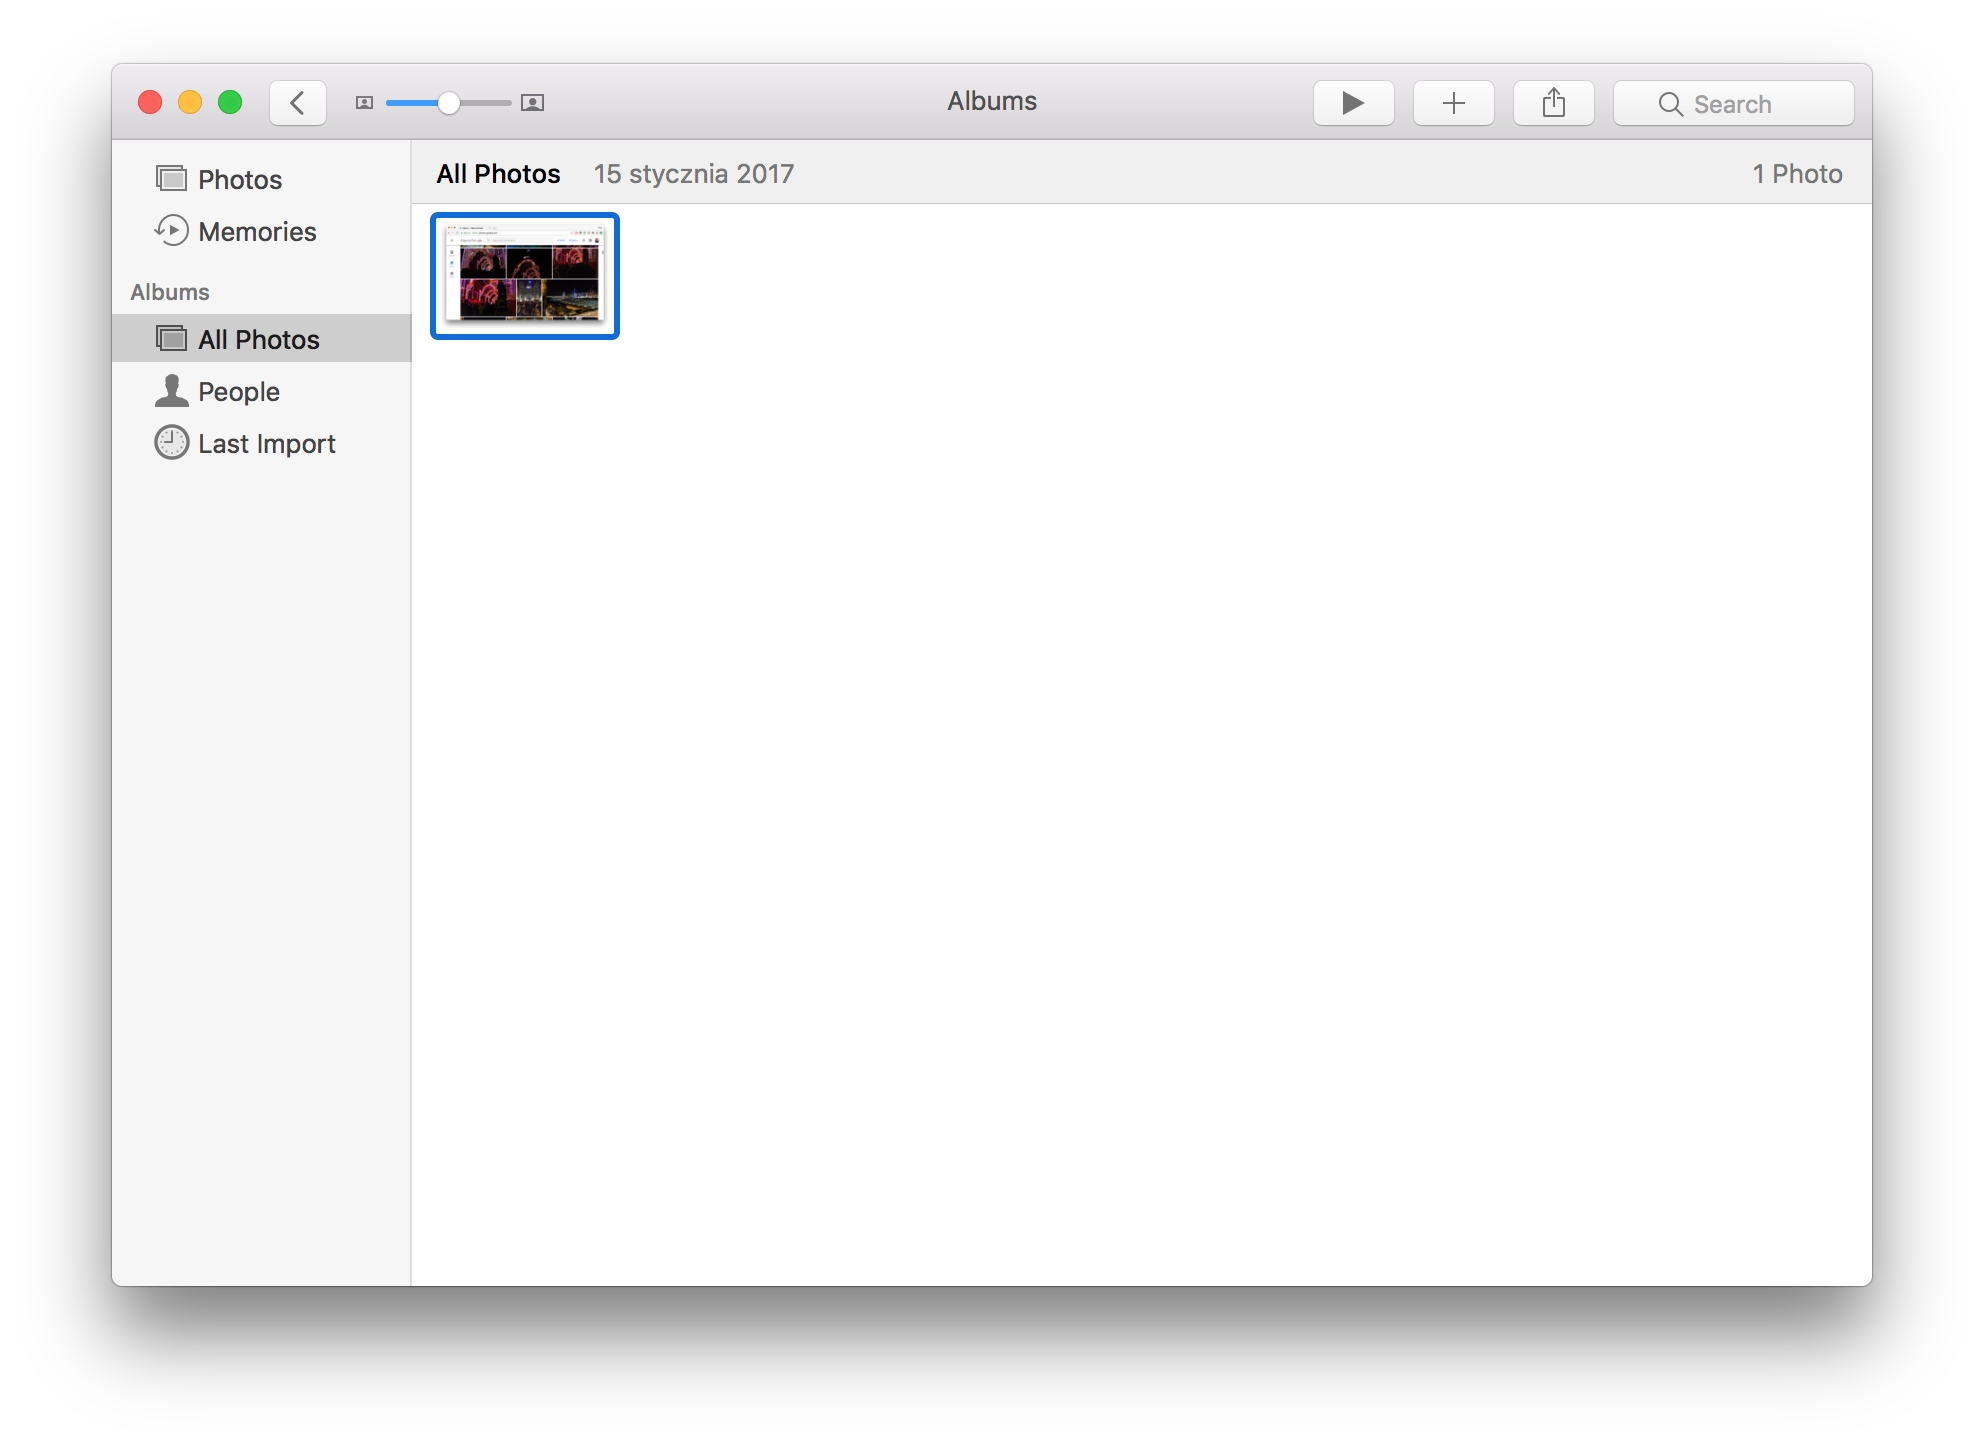 Albums
Search
Photos
Memories
Albums
All Photos
People
Last Import
All Photos 15 stycznia 2017
1 Photo